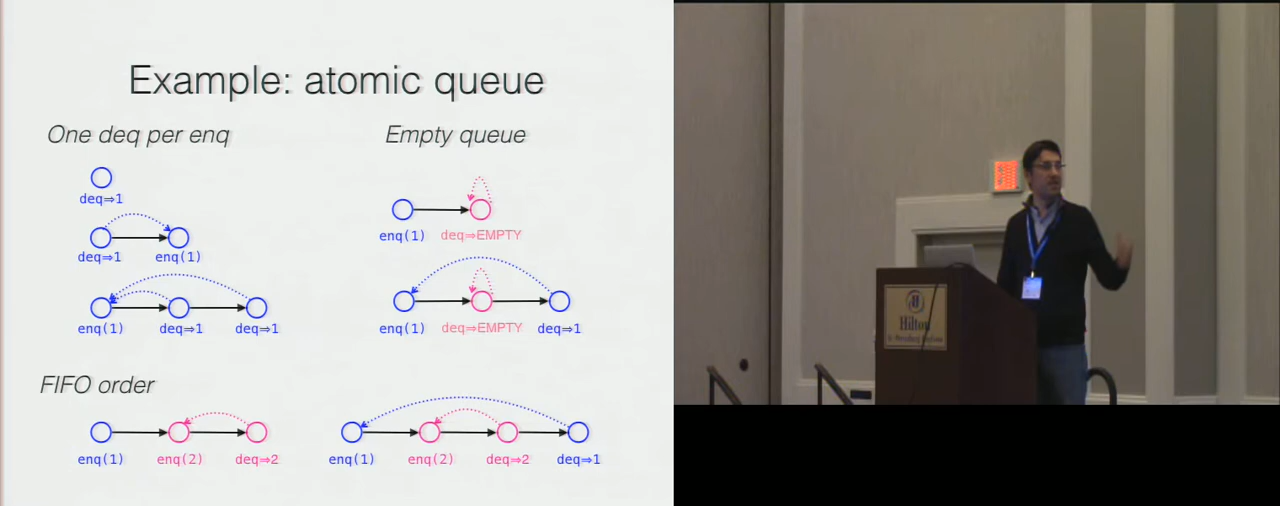 Example: atomic queue
One deq per enq
deq⇒1
deq⇒1 enq(1)
enq(1) deq⇒1 deq⇒1
Empty queue
enq(1) deq⇒EMPTY
enq(1) deq⇒EMPTY deq⇒1
FIFO order
enq(1) enq(2) deq⇒2
enq(1) enq(2) deq⇒2 deq⇒1
Hilton